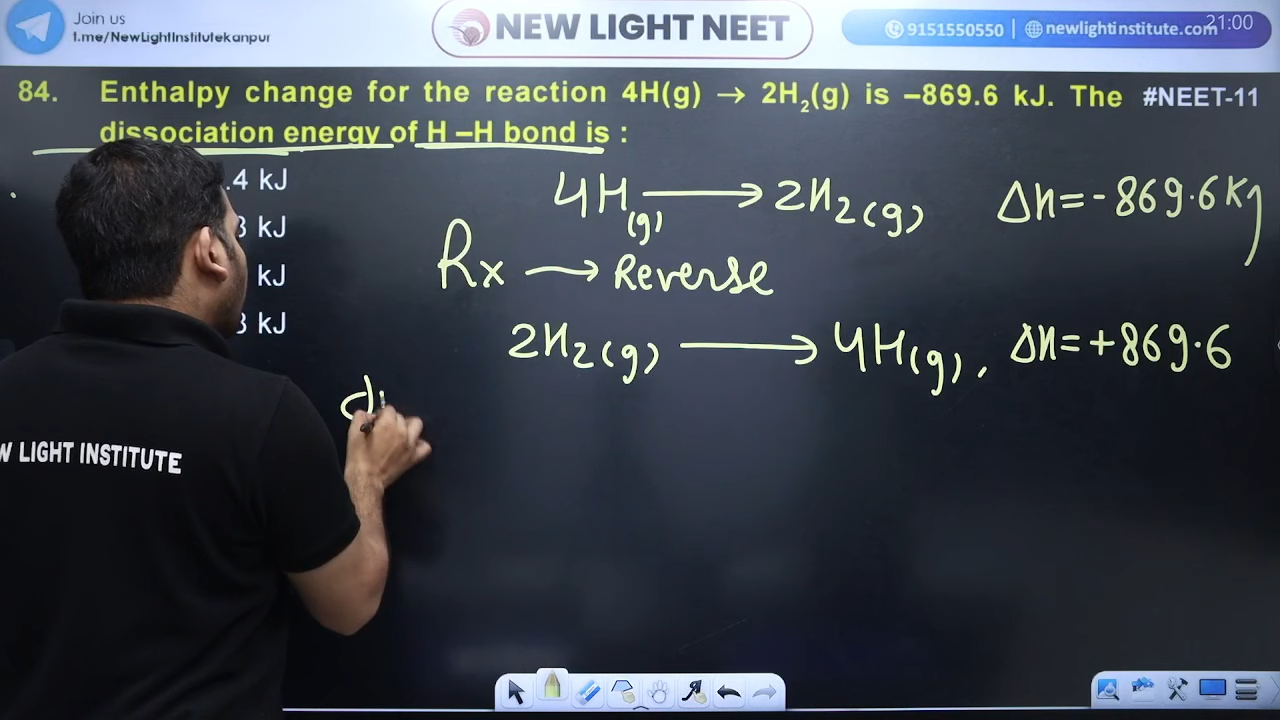 Join us
t.me/NewLightInstitutekanpur
NEW LIGHT NEET
9151550550 | newlightinstitute.com
21:00
84. Enthalpy change for the reaction 4H(g) → 2H₂(g) is –869.6 kJ. The #NEET-11
dissociation energy of H –H bond is :
.4 kJ
kJ
kJ
kJ
4H(g) ⟶ 2H₂(g) ΔH = -869.6 KJ
Rx ⟶ Reverse
2H₂(g) ⟶ 4H(g), ΔH = +869.6
W LIGHT INSTITUTE